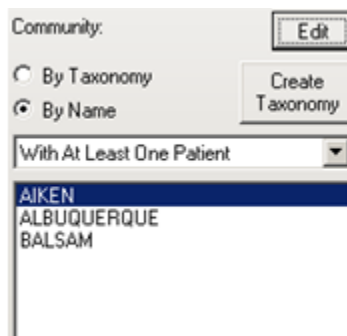 Community:
Edit
By Taxonomy
By Name
Create
Taxonomy
With At Least One Patient
AIKEN
ALBUQUERQUE
BALSAM